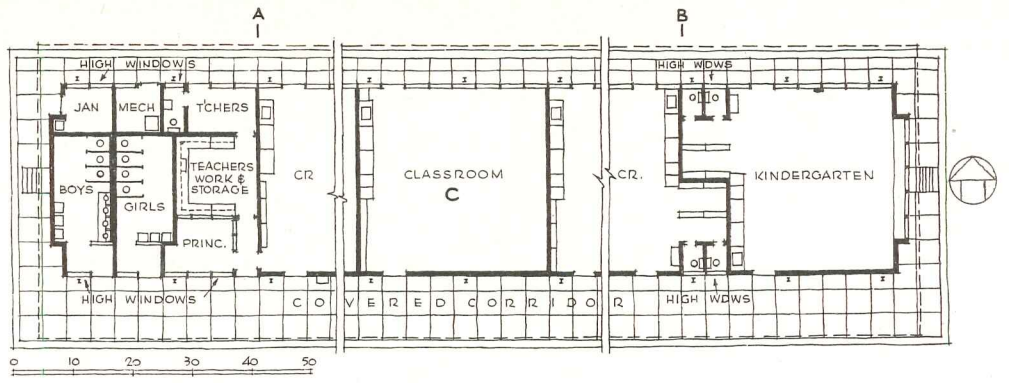 A
B
HIGH WINDOWS
HIGH WDWS
JAN
MECH
T'CHERS
TEACHERS
WORK &
STORAGE
BOYS
GIRLS
PRINC.
CR
CLASSROOM
C
CR.
KINDERGARTEN
HIGH WINDOWS
COVERED CORRIDOR
HIGH WDWS
0 10 20 30 40 50